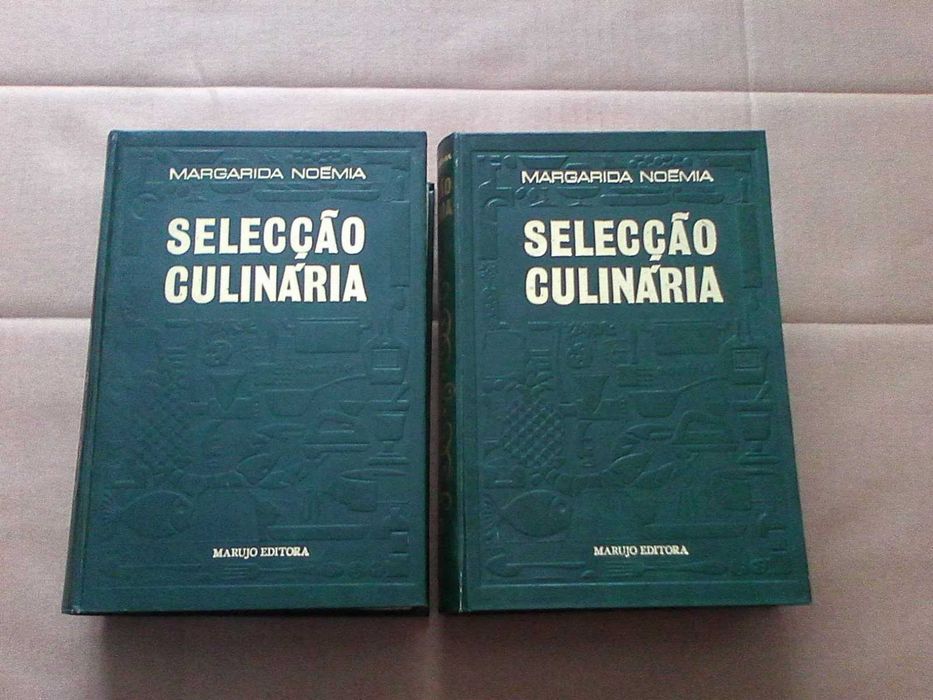 MARGARIDA NOÉMIA
SELECÇÃO
CULINÁRIA
MARUJO EDITORA
MARGARIDA NOÉMIA
SELECÇÃO
CULINÁRIA
MARUJO EDITORA